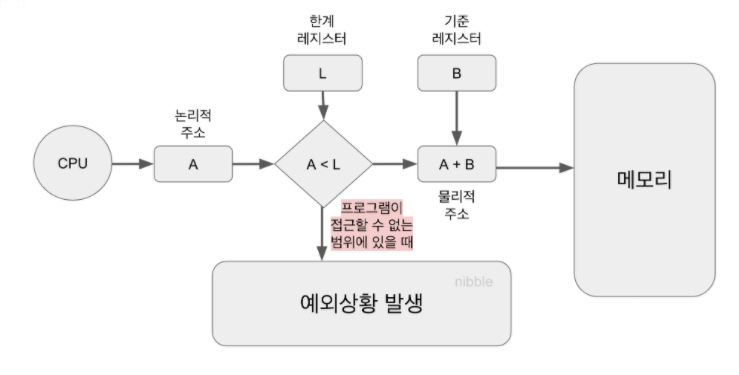 한계
레지스터
기준
레지스터
L
B
논리적
주소
CPU
A
A < L
A + B
메모리
물리적
주소
프로그램이
접근할 수 없는
범위에 있을 때
nibble
예외상황 발생